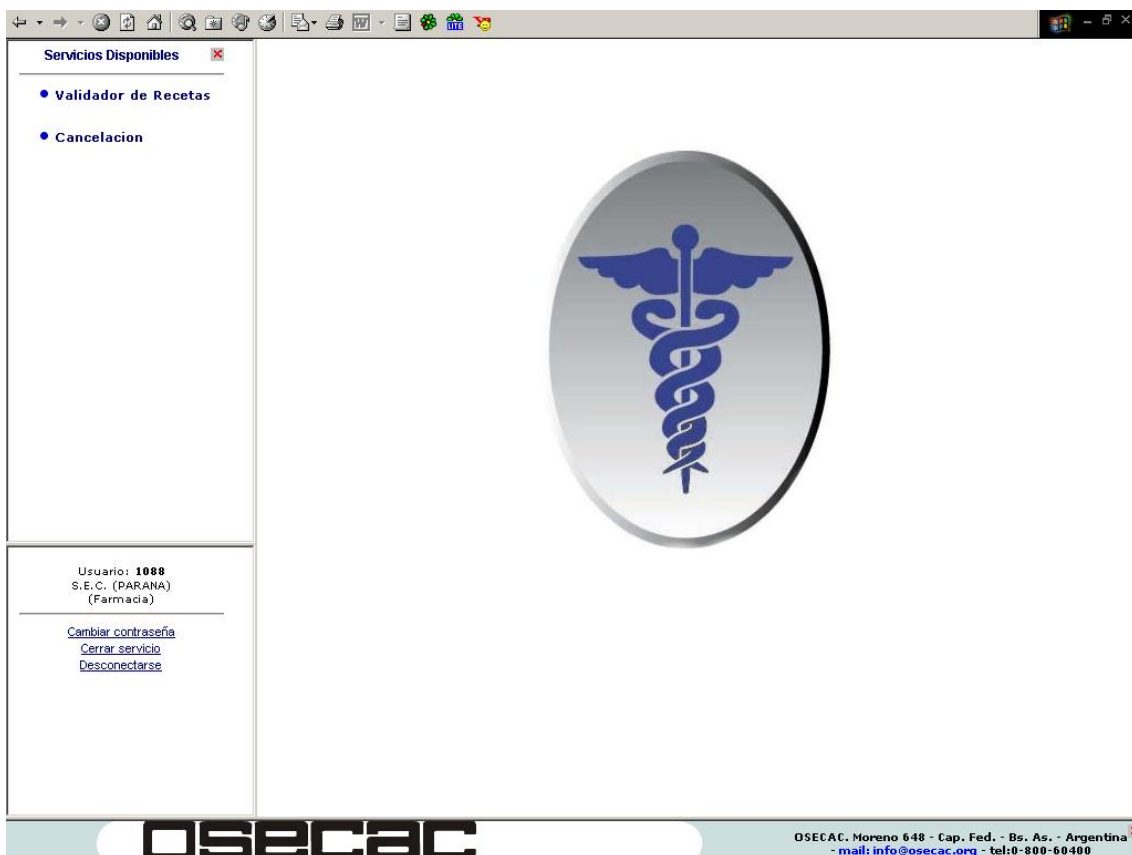 Servicios Disponibles
Validador de Recetas
Cancelacion
Usuario: 1088
S.E.C. (PARANA)
(Farmacia)
Cambiar contraseña
Cerrar servicio
Desconectarse
osecac
OSECAC. Moreno 648 - Cap. Fed. - Bs. As. - Argentina
- mail: info@osecac.org - tel:0-800-60400